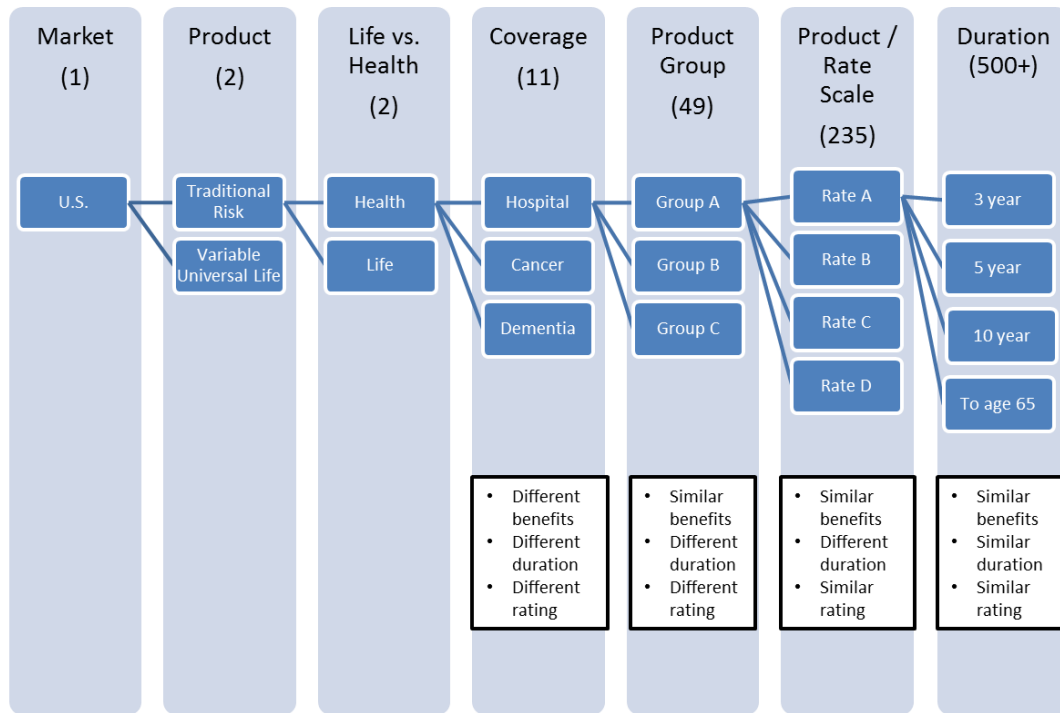 Market
(1)
Product
(2)
Life vs.
Health
(2)
Coverage
(11)
Product
Group
(49)
Product /
Rate
Scale
(235)
Duration
(500+)
U.S.
Traditional
Risk
Variable
Universal Life
Health
Life
Hospital
Cancer
Dementia
Group A
Group B
Group C
Rate A
Rate B
Rate C
Rate D
3 year
5 year
10 year
To age 65
• Different
benefits
• Different
duration
• Different
rating
• Similar
benefits
• Different
duration
• Different
rating
• Similar
benefits
• Different
duration
• Similar
rating
• Similar
benefits
• Similar
duration
• Similar
rating